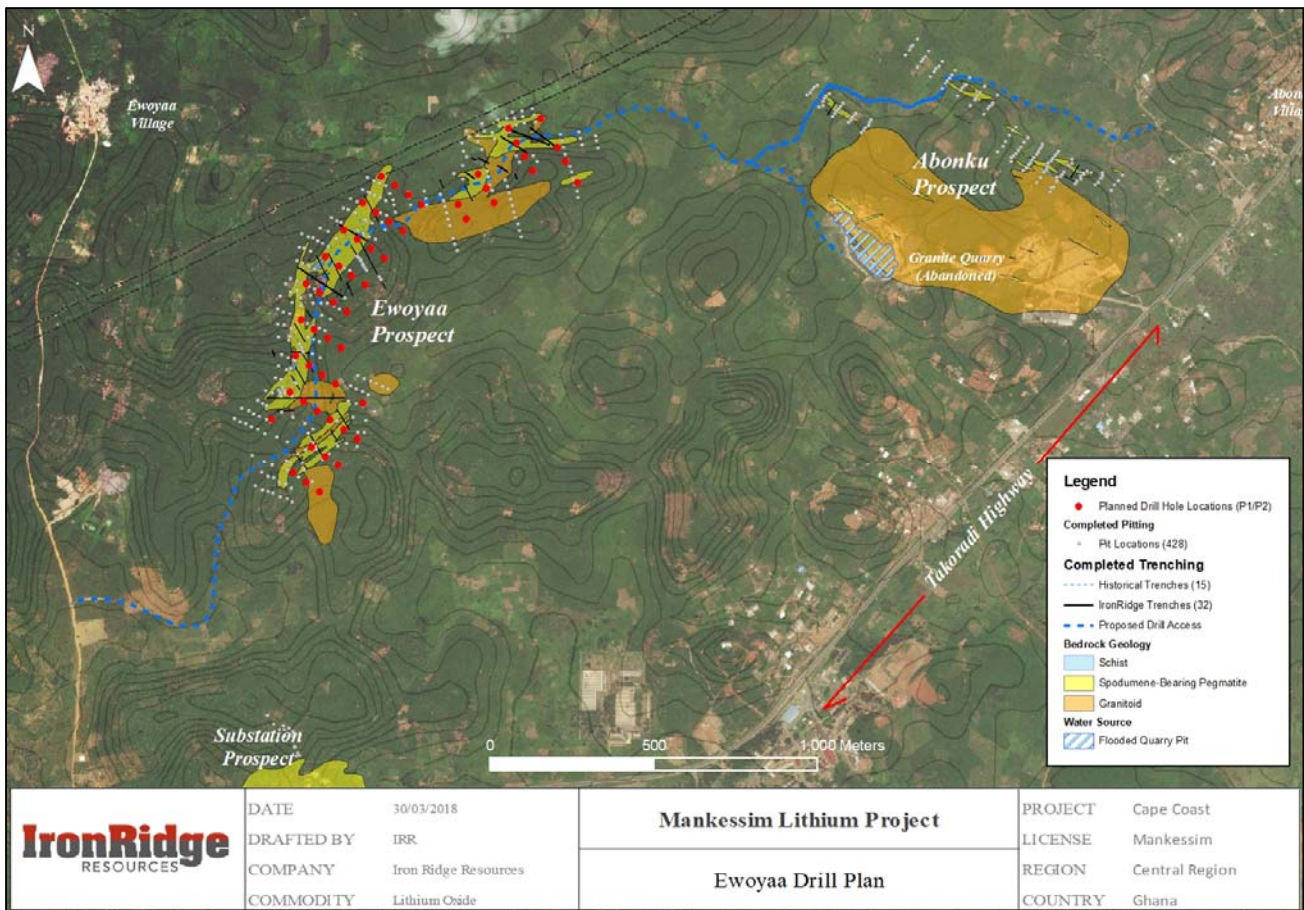 N
Ewoyaa
Village
Abonku
Prospect
Granite Quarry
(Abandoned)
Ewoyaa
Prospect
Takoradi Highway
Substation
Prospect
0 500 1,000 Meters
Legend
Planned Drill Hole Locations (P1/P2)
Completed Pitting
Pit Locations (428)
Completed Trenching
Historical Trenches (15)
IronRidge Trenches (32)
Proposed Drill Access
Bedrock Geology
Schist
Spodumene-Bearing Pegmatite
Granitoid
Water Source
Flooded Quarry Pit
IronRidge
RESOURCES
DATE 30/03/2018
DRAFTED BY IRR
COMPANY Iron Ridge Resources
COMMODITY Lithium Oxide
Mankessim Lithium Project
Ewoyaa Drill Plan
PROJECT Cape Coast
LICENSE Mankessim
REGION Central Region
COUNTRY Ghana